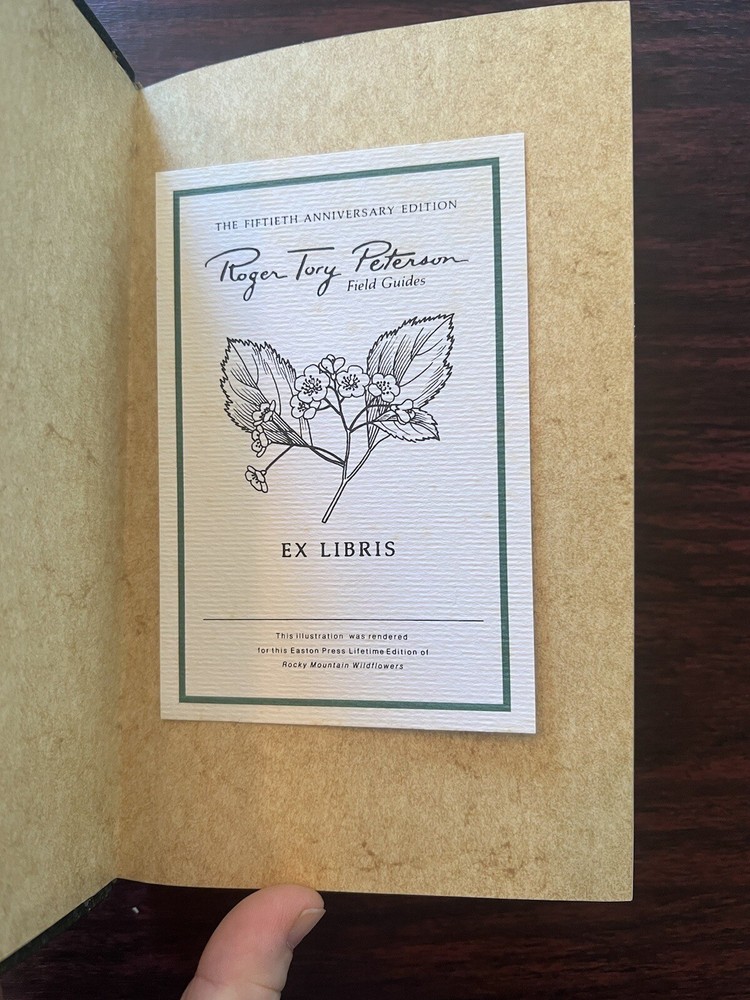 THE FIFTIETH ANNIVERSARY EDITION
Roger Tory Peterson
Field Guides
EX LIBRIS
This illustration was rendered
for this Easton Press Lifetime Edition of
Rocky Mountain Wildflowers